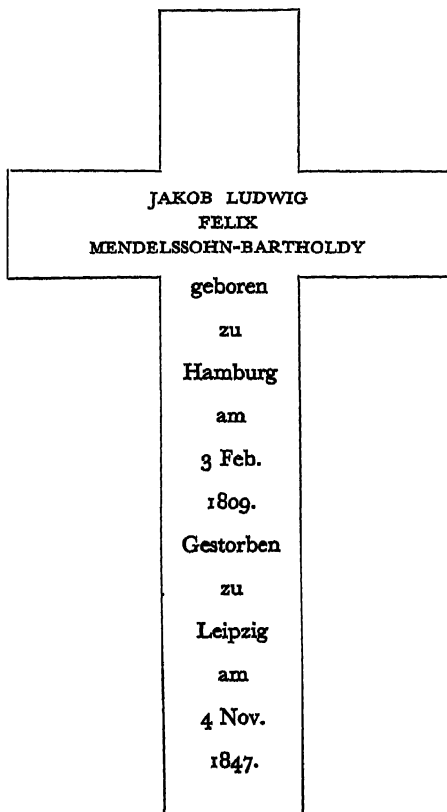 JAKOB LUDWIG
FELIX
MENDELSSOHN-BARTHOLDY
geboren
zu
Hamburg
am
3 Feb.
1809.
Gestorben
zu
Leipzig
am
4 Nov.
1847.